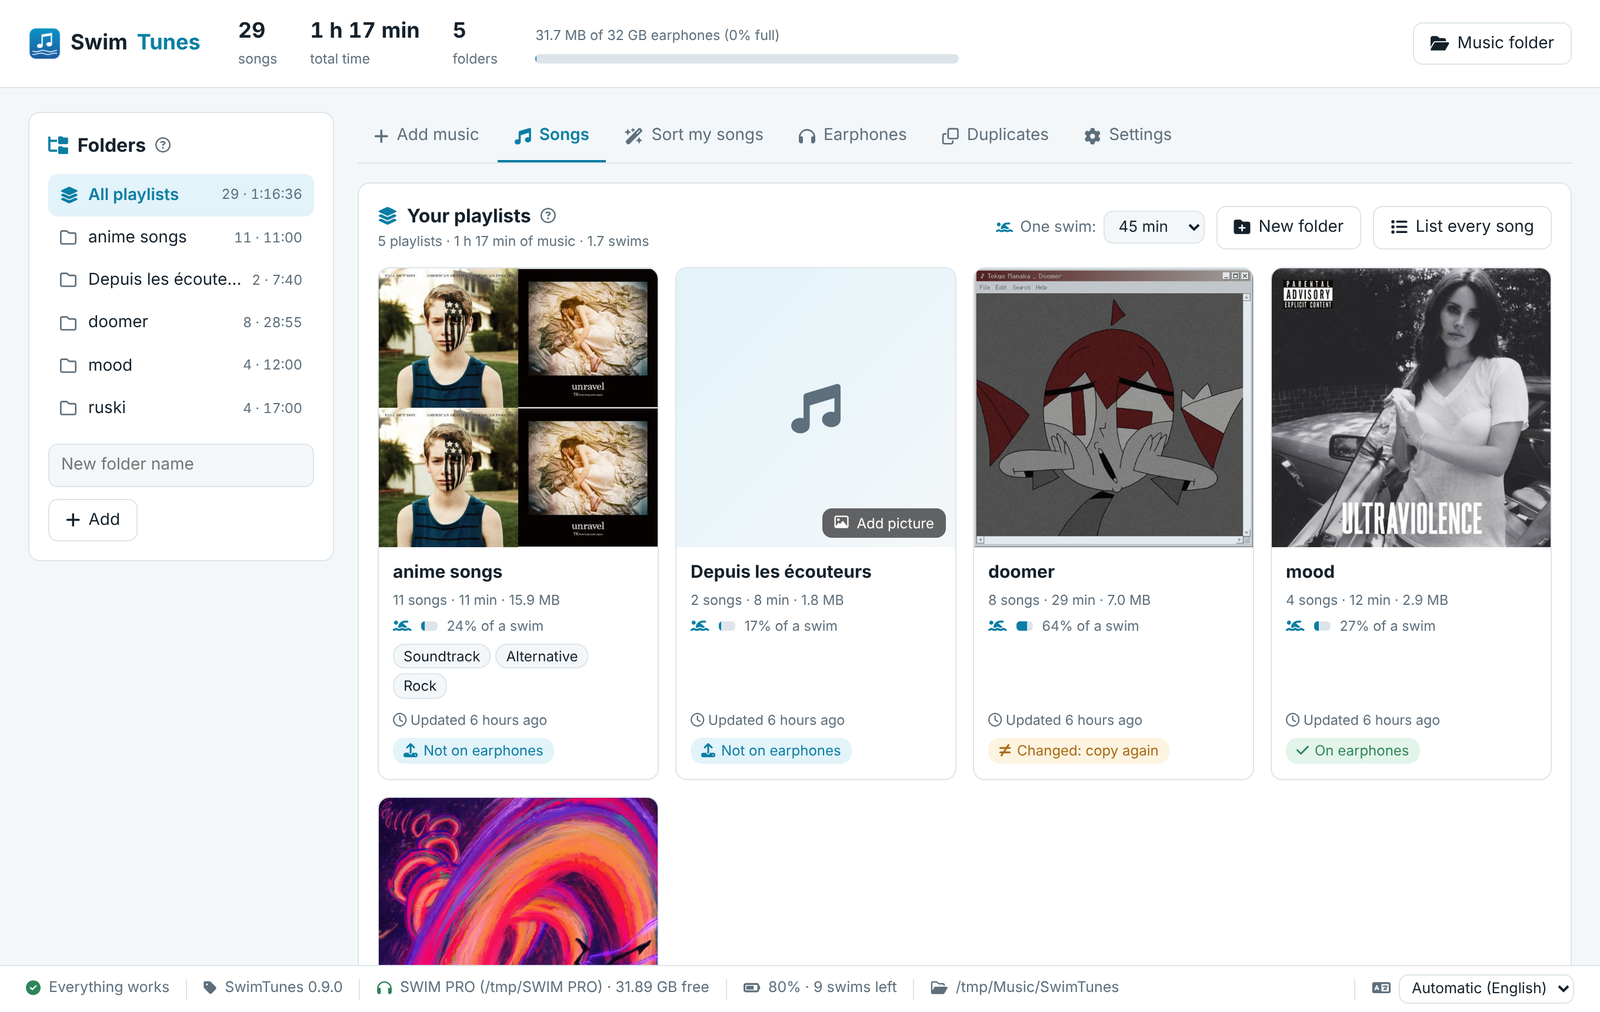 Swim Tunes
29
songs
1 h 17 min
total time
5
folders
31.7 MB of 32 GB earphones (0% full)
Music folder
Folders
All playlists 29 · 1:16:36
anime songs 11 · 11:00
Depuis les écoute... 2 · 7:40
doomer 8 · 28:55
mood 4 · 12:00
ruski 4 · 17:00
New folder name
Add
Add music
Songs
Sort my songs
Earphones
Duplicates
Settings
Your playlists
5 playlists · 1 h 17 min of music · 1.7 swims
One swim: 45 min
New folder
List every song
unravel
unravel
anime songs
11 songs · 11 min · 15.9 MB
24% of a swim
Soundtrack
Alternative
Rock
Updated 6 hours ago
Not on earphones
Add picture
Depuis les écouteurs
2 songs · 8 min · 1.8 MB
17% of a swim
Updated 6 hours ago
Not on earphones
Tokyo Manaka _ Doomer
File Edit Search Help
doomer
8 songs · 29 min · 7.0 MB
64% of a swim
Updated 6 hours ago
Changed: copy again
PARENTAL
ADVISORY
EXPLICIT CONTENT
ULTRAVIOLENCE
mood
4 songs · 12 min · 2.9 MB
27% of a swim
Updated 6 hours ago
On earphones
Everything works
SwimTunes 0.9.0
SWIM PRO (/tmp/SWIM PRO) · 31.89 GB free
80% · 9 swims left
/tmp/Music/SwimTunes
Automatic (English)